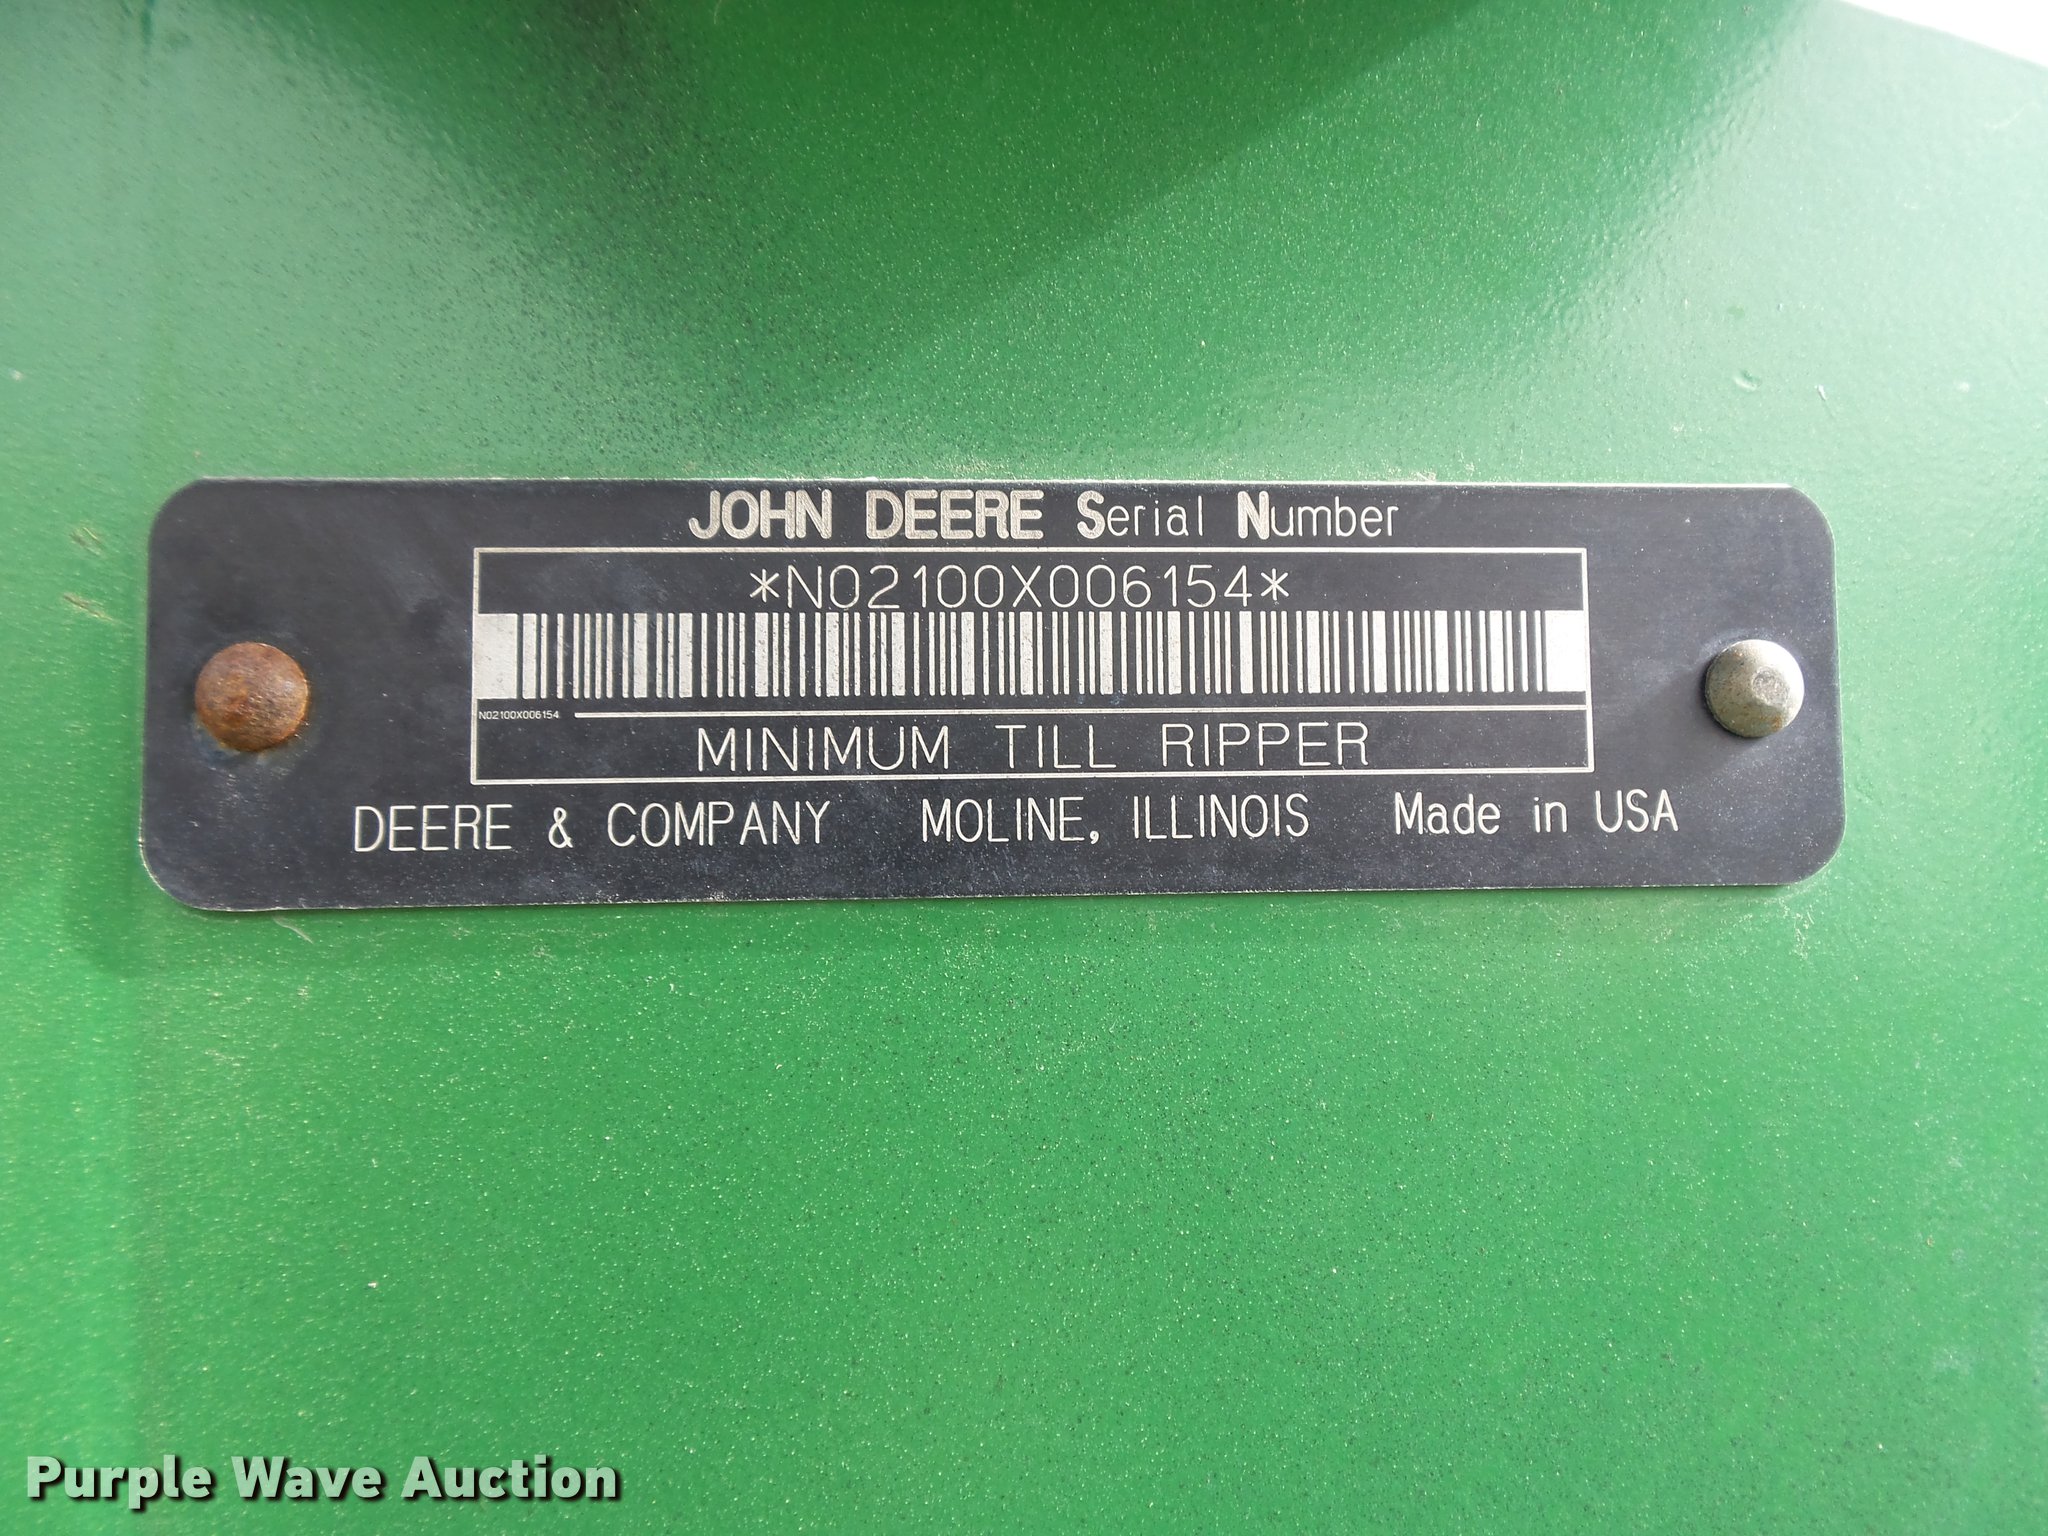 JOHN DEERE Serial Number
*N02100X006154*
N02100X006154
MINIMUM TILL RIPPER
DEERE & COMPANY MOLINE, ILLINOIS Made in USA
Purple Wave Auction